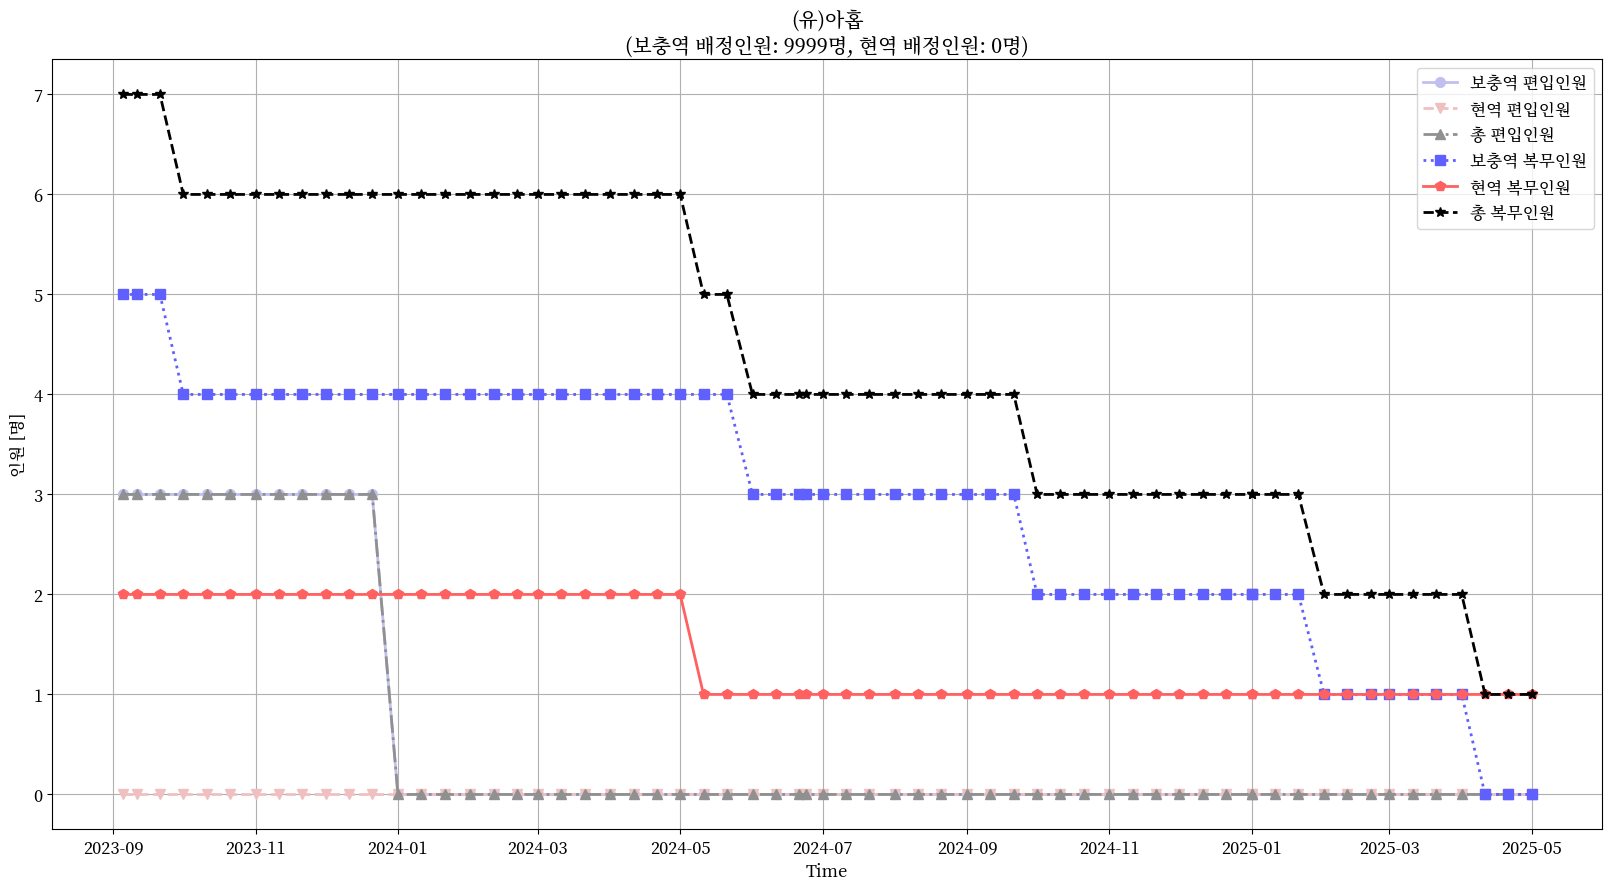 (유)아홉
(보충역 배정인원: 9999명, 현역 배정인원: 0명)
보충역 편입인원
현역 편입인원
총 편입인원
보충역 복무인원
현역 복무인원
총 복무인원
인원 [명]
7
6
5
4
3
2
1
0
2023-09 2023-11 2024-01 2024-03 2024-05 2024-07 2024-09 2024-11 2025-01 2025-03 2025-05
Time